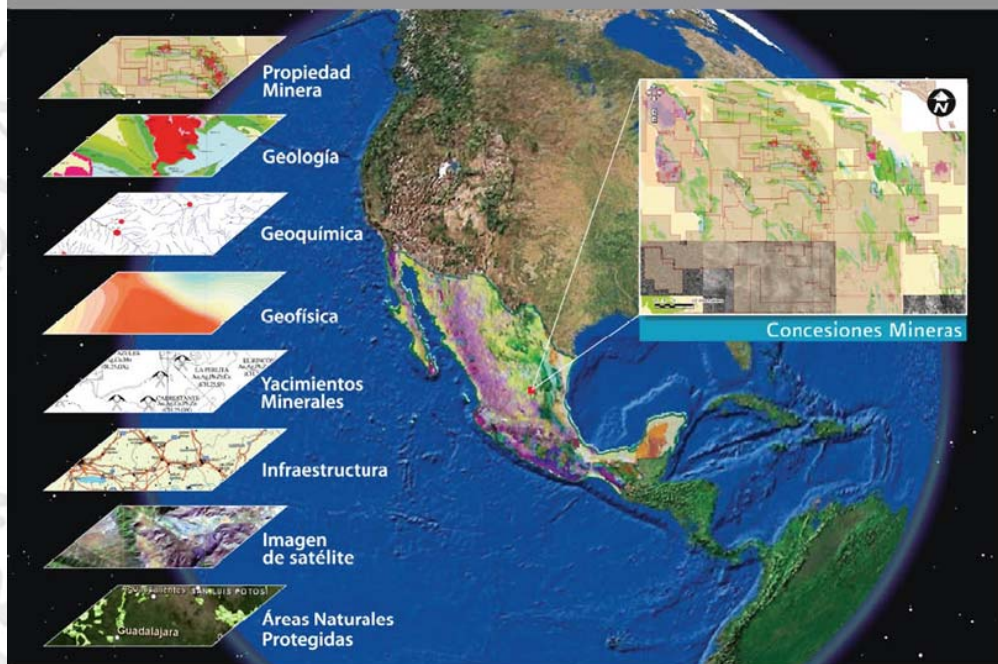 Propiedad
Minera
Geología
Geoquímica
Geofísica
LA PERLITA
Yacimientos
Minerales
Infraestructura
Imagen
de satélite
SAN LUIS POTOSI
Guadalajara
Áreas Naturales
Protegidas
N
Concesiones Mineras